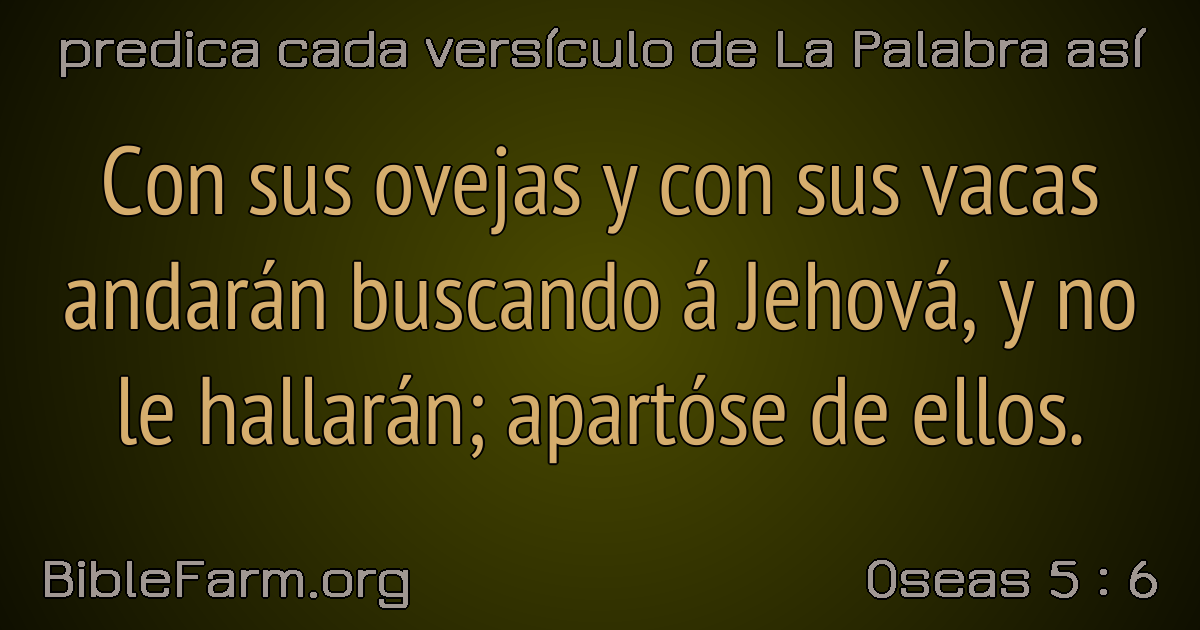 predica cada versículo de La Palabra así
Con sus ovejas y con sus vacas
andarán buscando á Jehová, y no
le hallarán; apartóse de ellos.
BibleFarm.org
Oseas 5 : 6